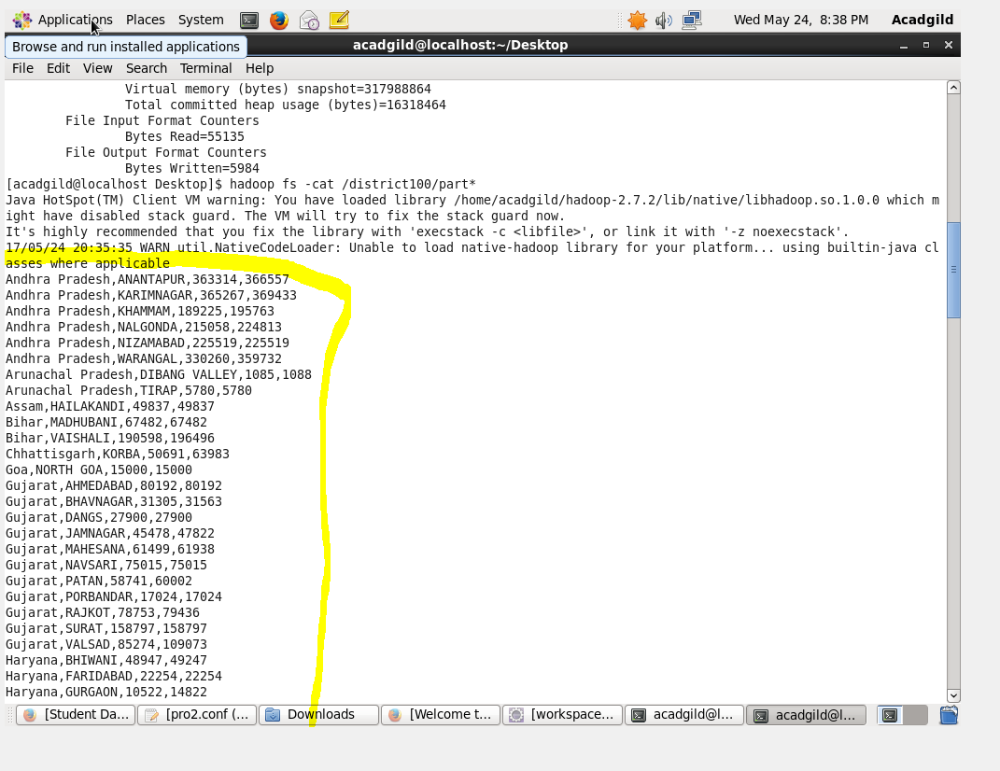 Applications Places System Wed May 24, 8:38 PM Acadgild
Browse and run installed applications
acadgild@localhost:~/Desktop
File Edit View Search Terminal Help
Virtual memory (bytes) snapshot=317988864
Total committed heap usage (bytes)=16318464
File Input Format Counters
Bytes Read=55135
File Output Format Counters
Bytes Written=5984
[acadgild@localhost Desktop]$ hadoop fs -cat /district100/part*
Java HotSpot(TM) Client VM warning: You have loaded library /home/acadgild/hadoop-2.7.2/lib/native/libhadoop.so.1.0.0 which m
ight have disabled stack guard. The VM will try to fix the stack guard now.
It's highly recommended that you fix the library with 'execstack -c <libfile>', or link it with '-z noexecstack'.
17/05/24 20:35:35 WARN util.NativeCodeLoader: Unable to load native-hadoop library for your platform... using builtin-java cl
asses where applicable
Andhra Pradesh,ANANTAPUR,363314,366557
Andhra Pradesh,KARIMNAGAR,365267,369433
Andhra Pradesh,KHAMMAM,189225,195763
Andhra Pradesh,NALGONDA,215058,224813
Andhra Pradesh,NIZAMABAD,225519,225519
Andhra Pradesh,WARANGAL,330260,359732
Arunachal Pradesh,DIBANG VALLEY,1085,1088
Arunachal Pradesh,TIRAP,5780,5780
Assam,HAILAKANDI,49837,49837
Bihar,MADHUBANI,67482,67482
Bihar,VAISHALI,190598,196496
Chhattisgarh,KORBA,50691,63983
Goa,NORTH GOA,15000,15000
Gujarat,AHMEDABAD,80192,80192
Gujarat,BHAVNAGAR,31305,31563
Gujarat,DANGS,27900,27900
Gujarat,JAMNAGAR,45478,47822
Gujarat,MAHESANA,61499,61938
Gujarat,NAVSARI,75015,75015
Gujarat,PATAN,58741,60002
Gujarat,PORBANDAR,17024,17024
Gujarat,RAJKOT,78753,79436
Gujarat,SURAT,158797,158797
Gujarat,VALSAD,85274,109073
Haryana,BHIWANI,48947,49247
Haryana,FARIDABAD,22254,22254
Haryana,GURGAON,10522,14822
[Student Da... [pro2.conf (... Downloads [Welcome t... [workspace... acadgild@l... acadgild@l...